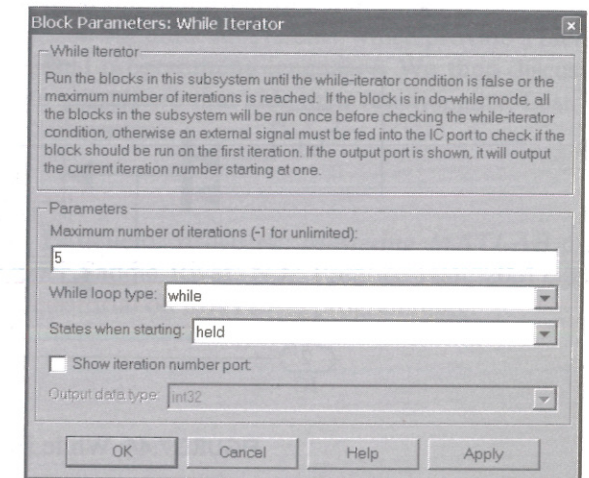 Block Parameters: While Iterator
While Iterator
Run the blocks in this subsystem until the while-iterator condition is false or the
maximum number of iterations is reached. If the block is in do-while mode, all
the blocks in the subsystem will be run once before checking the while-iterator
condition, otherwise an external signal must be fed into the IC port to check if the
block should be run on the first iteration. If the output port is shown, it will output
the current iteration number starting at one.
Parameters
Maximum number of iterations (-1 for unlimited):
5
While loop type: while
States when starting: held
Show iteration number port
Output data type: int32
OK Cancel Help Apply